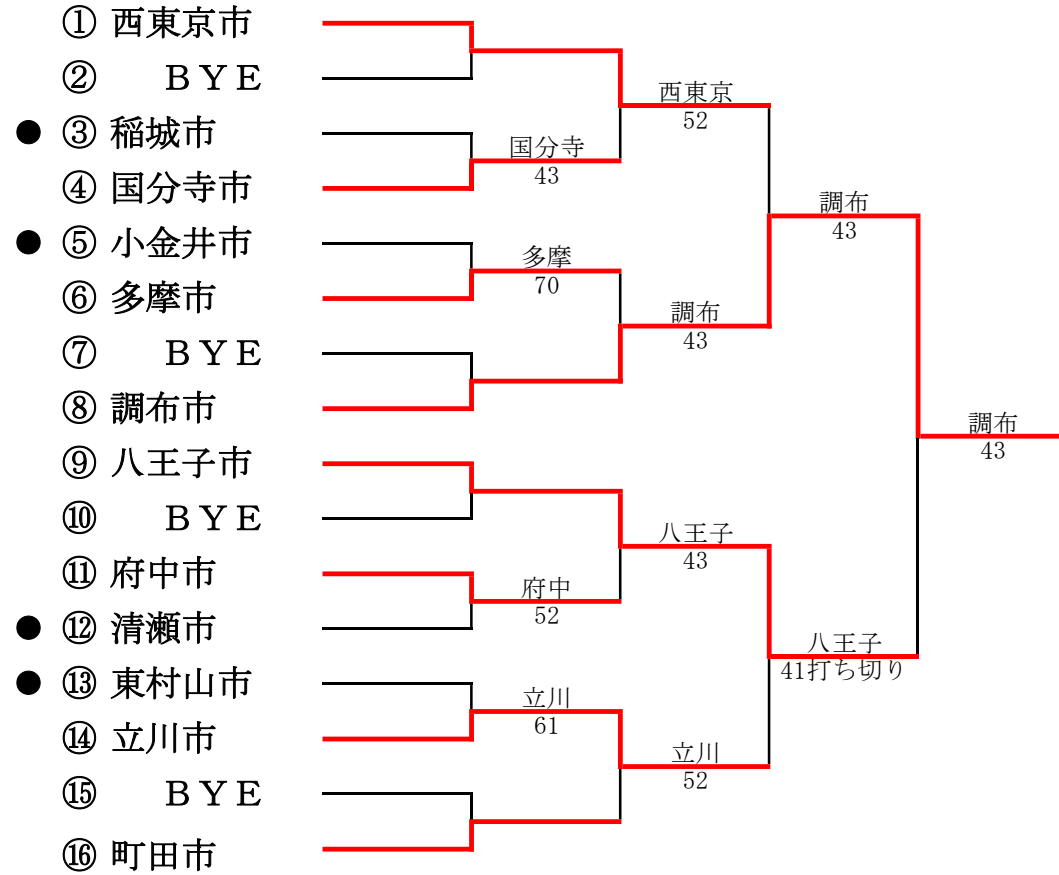 ① 西東京市
② ＢＹＥ
● ③ 稲城市
④ 国分寺市
● ⑤ 小金井市
⑥ 多摩市
⑦ ＢＹＥ
⑧ 調布市
⑨ 八王子市
⑩ ＢＹＥ
⑪ 府中市
● ⑫ 清瀬市
● ⑬ 東村山市
⑭ 立川市
⑮ ＢＹＥ
⑯ 町田市
国分寺
43
多摩
70
府中
52
立川
61
西東京
52
調布
43
八王子
43
立川
52
調布
43
八王子
41打ち切り
調布
43